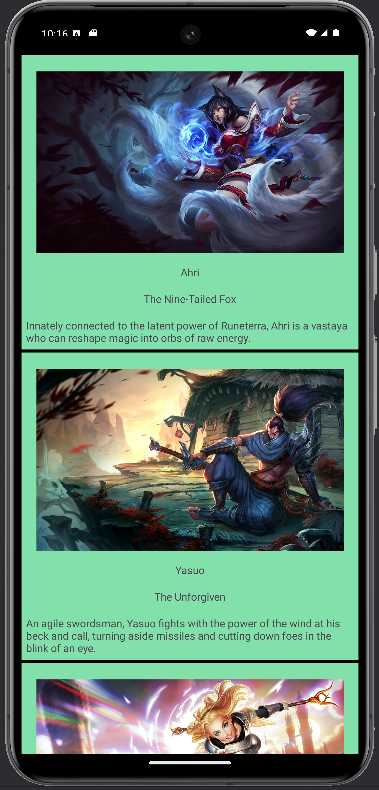 10:16
Ahri
The Nine-Tailed Fox
Innately connected to the latent power of Runeterra, Ahri is a vastaya
who can reshape magic into orbs of raw energy.
Yasuo
The Unforgiven
An agile swordsman, Yasuo fights with the power of the wind at his
beck and call, turning aside missiles and cutting down foes in the
blink of an eye.